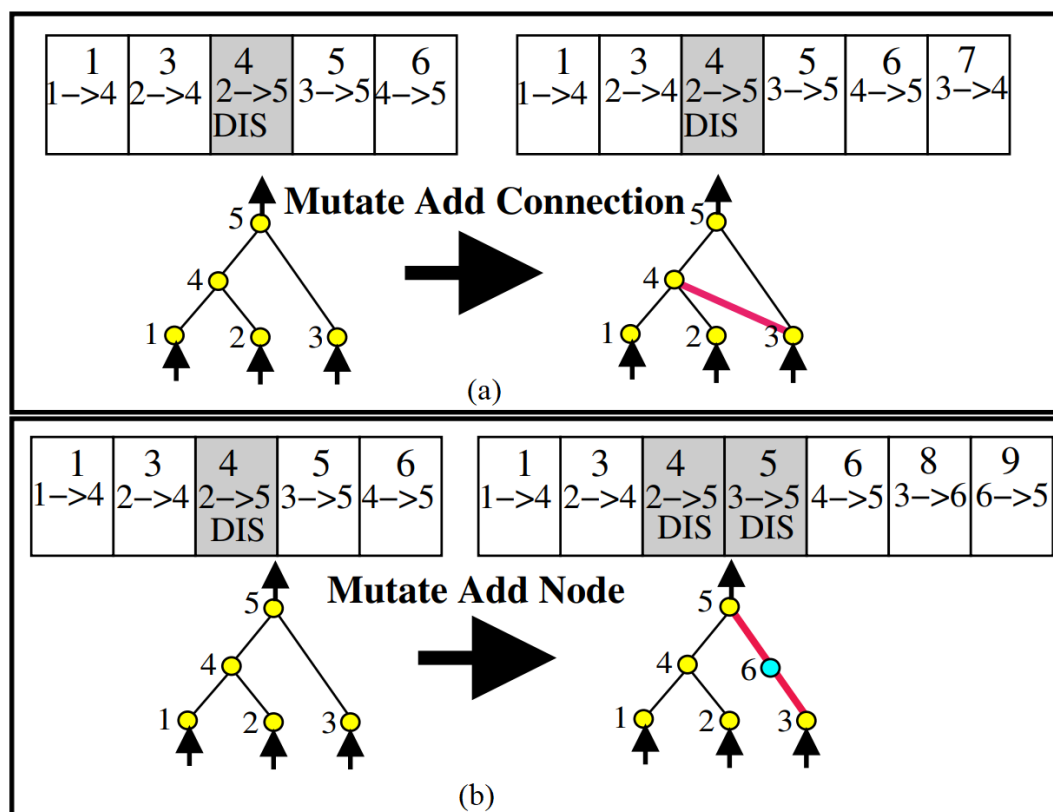 1 3 4 5 6
1->4 2->4 2->5 3->5 4->5
DIS
1 3 4 5 6 7
1->4 2->4 2->5 3->5 4->5 3->4
DIS
Mutate Add Connection
5
4
1 2 3
5
4
1 2 3
(a)
1 3 4 5 6
1->4 2->4 2->5 3->5 4->5
DIS
1 3 4 5 6 8 9
1->4 2->4 2->5 3->5 4->5 3->6 6->5
DIS DIS
Mutate Add Node
5
4
1 2 3
5
4 6
1 2 3
(b)